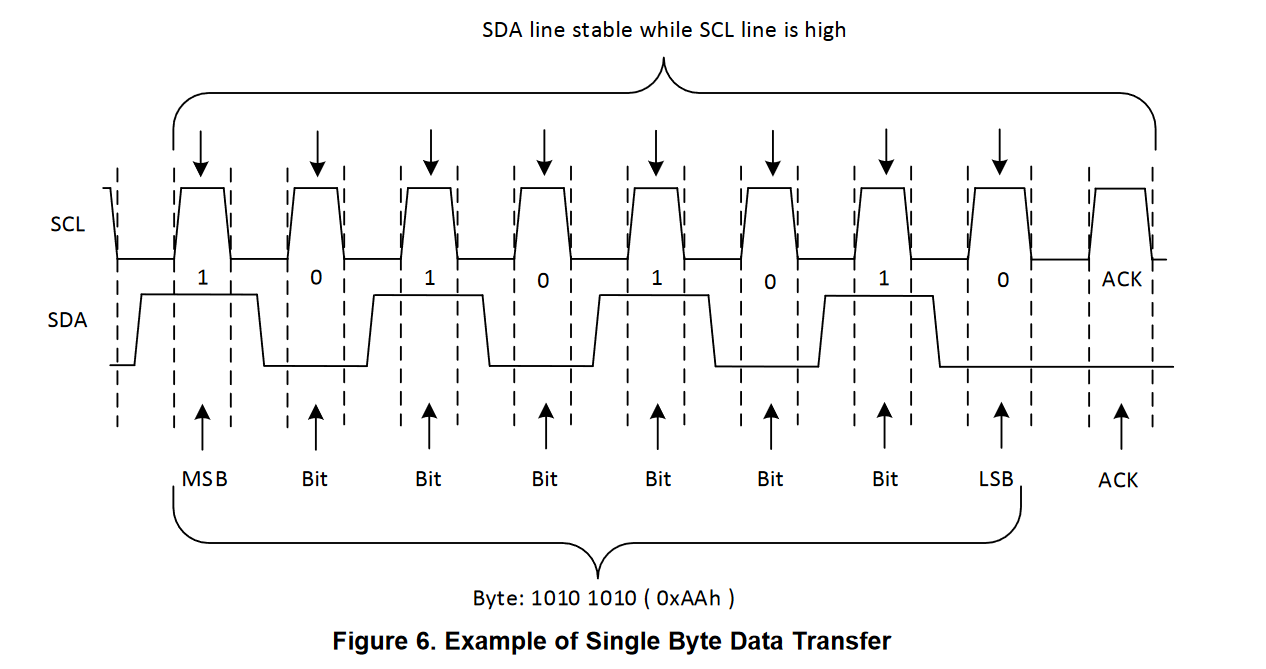 SDA line stable while SCL line is high
SCL
1 0 1 0 1 0 1 0 ACK
SDA
MSB Bit Bit Bit Bit Bit Bit LSB ACK
Byte: 1010 1010 ( 0xAAh )
Figure 6. Example of Single Byte Data Transfer